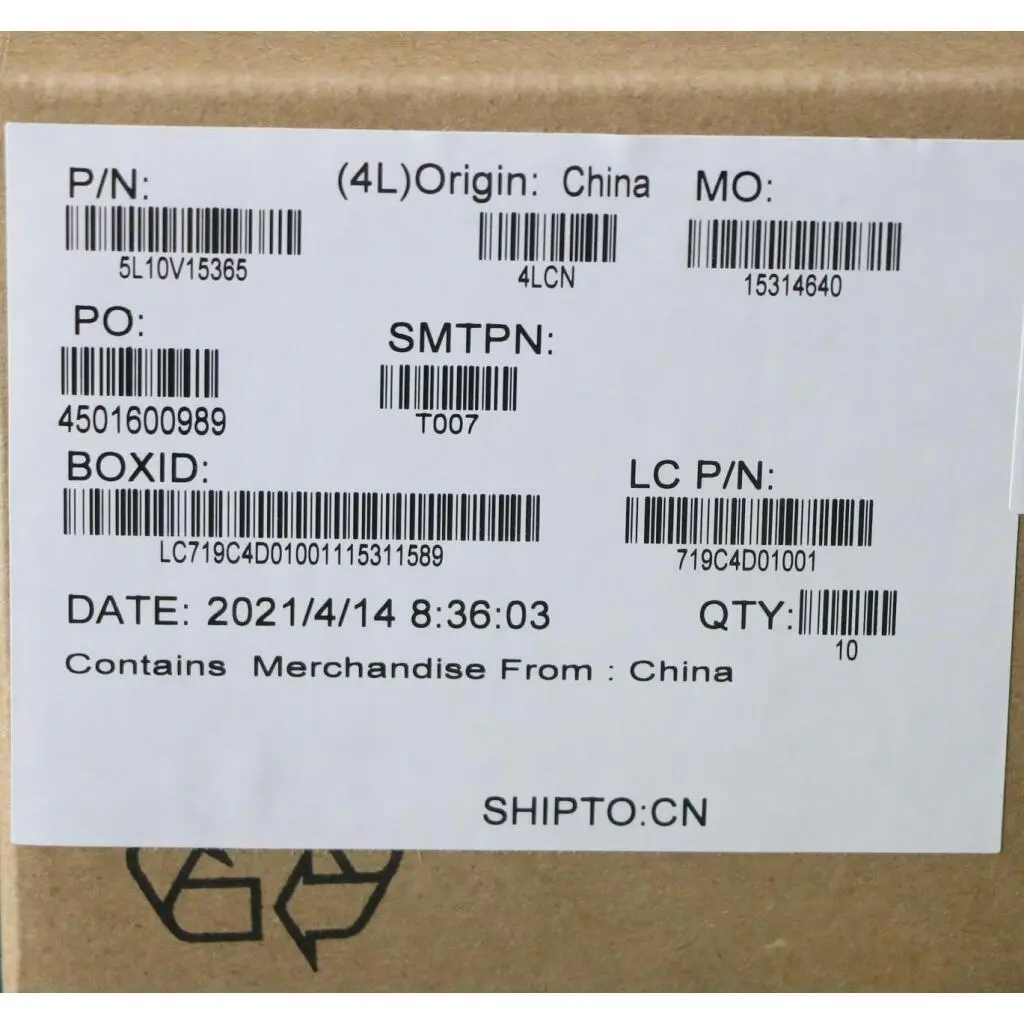 P/N: (4L)Origin: China MO:
5L10V15365 4LCN 15314640
PO: SMTPN:
4501600989 T007
BOXID: LC P/N:
LC719C4D01001115311589 719C4D01001
DATE: 2021/4/14 8:36:03 QTY:
10
Contains Merchandise From : China
SHIPTO:CN